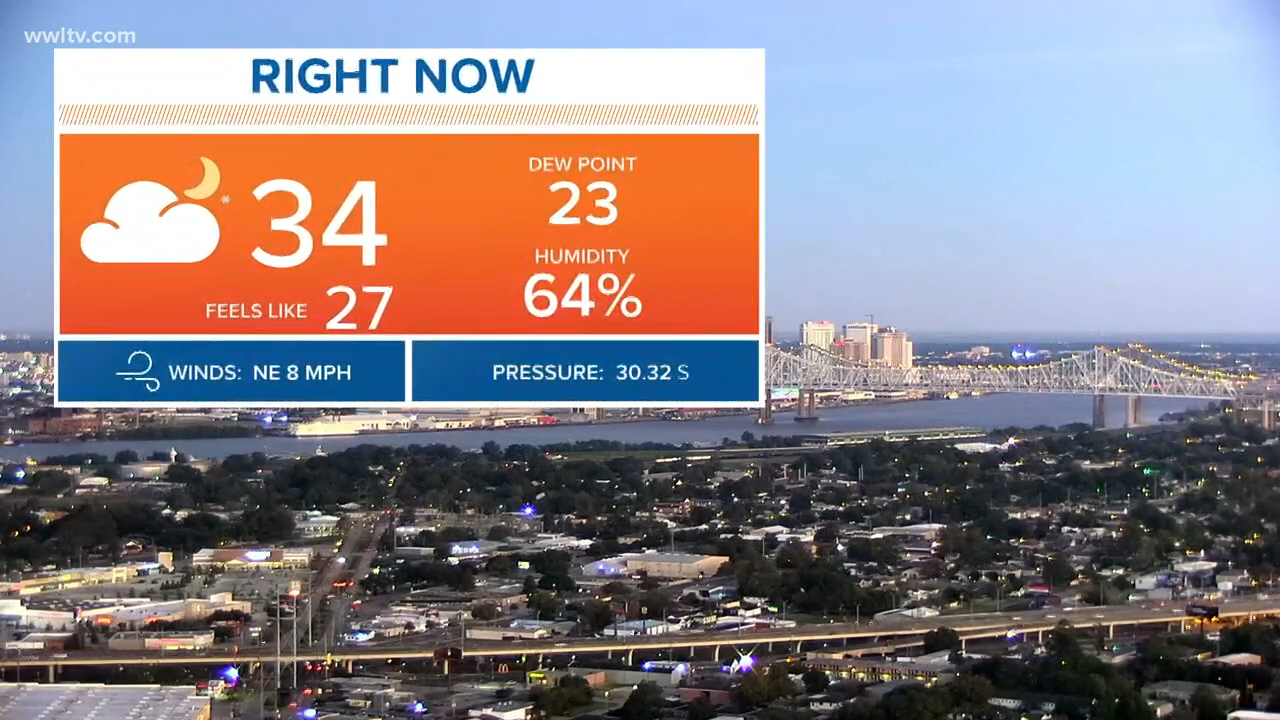 wwltv.com
RIGHT NOW
34
FEELS LIKE 27
DEW POINT
23
HUMIDITY
64%
WINDS: NE 8 MPH
PRESSURE: 30.32 S